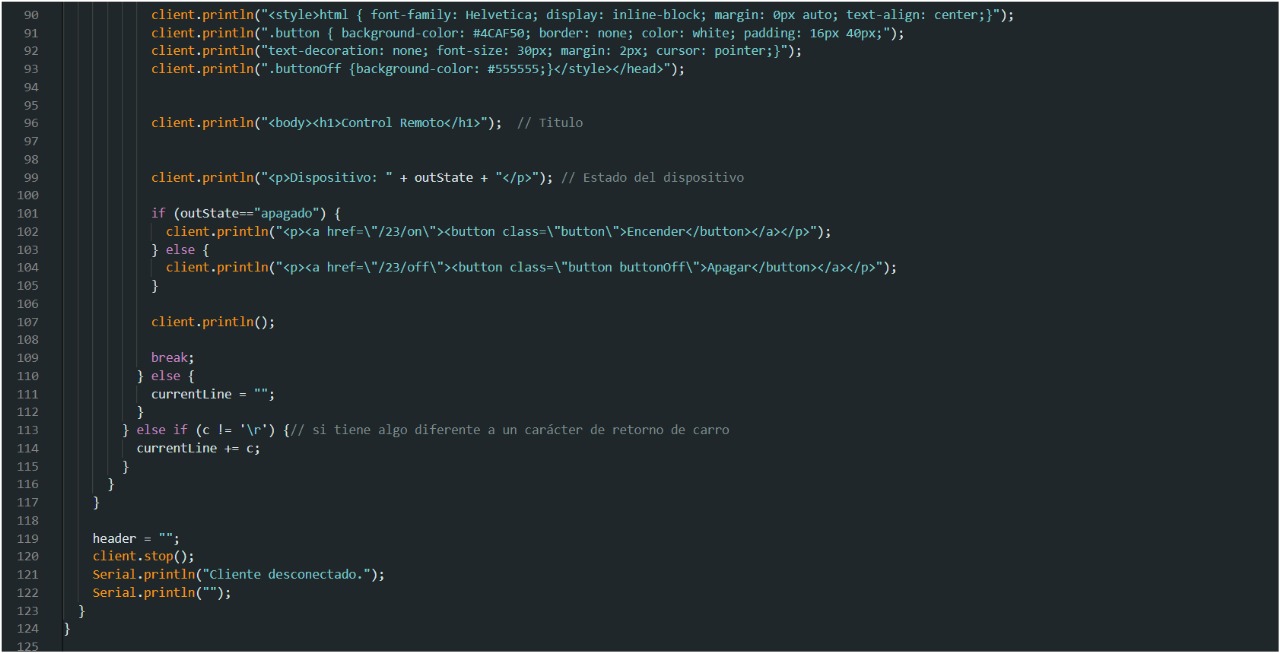 90 client.println("<style>html { font-family: Helvetica; display: inline-block; margin: 0px auto; text-align: center;}");
91 client.println(".button { background-color: #4CAF50; border: none; color: white; padding: 16px 40px;");
92 client.println("text-decoration: none; font-size: 30px; margin: 2px; cursor: pointer;}");
93 client.println(".buttonOff {background-color: #555555;}</style></head>");
94
95
96 client.println("<body><h1>Control Remoto</h1>");  // Titulo
97
98
99 client.println("<p>Dispositivo: " + outState + "</p>"); // Estado del dispositivo
100
101 if (outState=="apagado") {
102 client.println("<p><a href=\"/23/on\"><button class=\"button\">Encender</button></a></p>");
103 } else {
104 client.println("<p><a href=\"/23/off\"><button class=\"button buttonOff\">Apagar</button></a></p>");
105 }
106
107 client.println();
108
109 break;
110 } else {
111 currentLine = "";
112 }
113 } else if (c != '\r') {// si tiene algo diferente a un carácter de retorno de carro
114 currentLine += c;
115 }
116 }
117 }
118
119 header = "";
120 client.stop();
121 Serial.println("Cliente desconectado.");
122 Serial.println("");
123 }
124 }
125